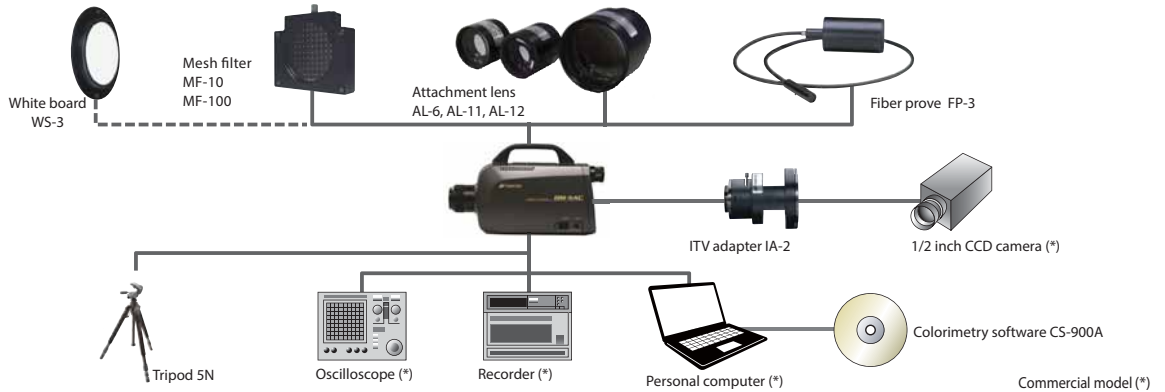 White board
WS-3
Mesh filter
MF-10
MF-100
Attachment lens
AL-6, AL-11, AL-12
Fiber prove FP-3
ITV adapter IA-2
1/2 inch CCD camera (*)
Tripod 5N
Oscilloscope (*)
Recorder (*)
Personal computer (*)
Colorimetry software CS-900A
Commercial model (*)